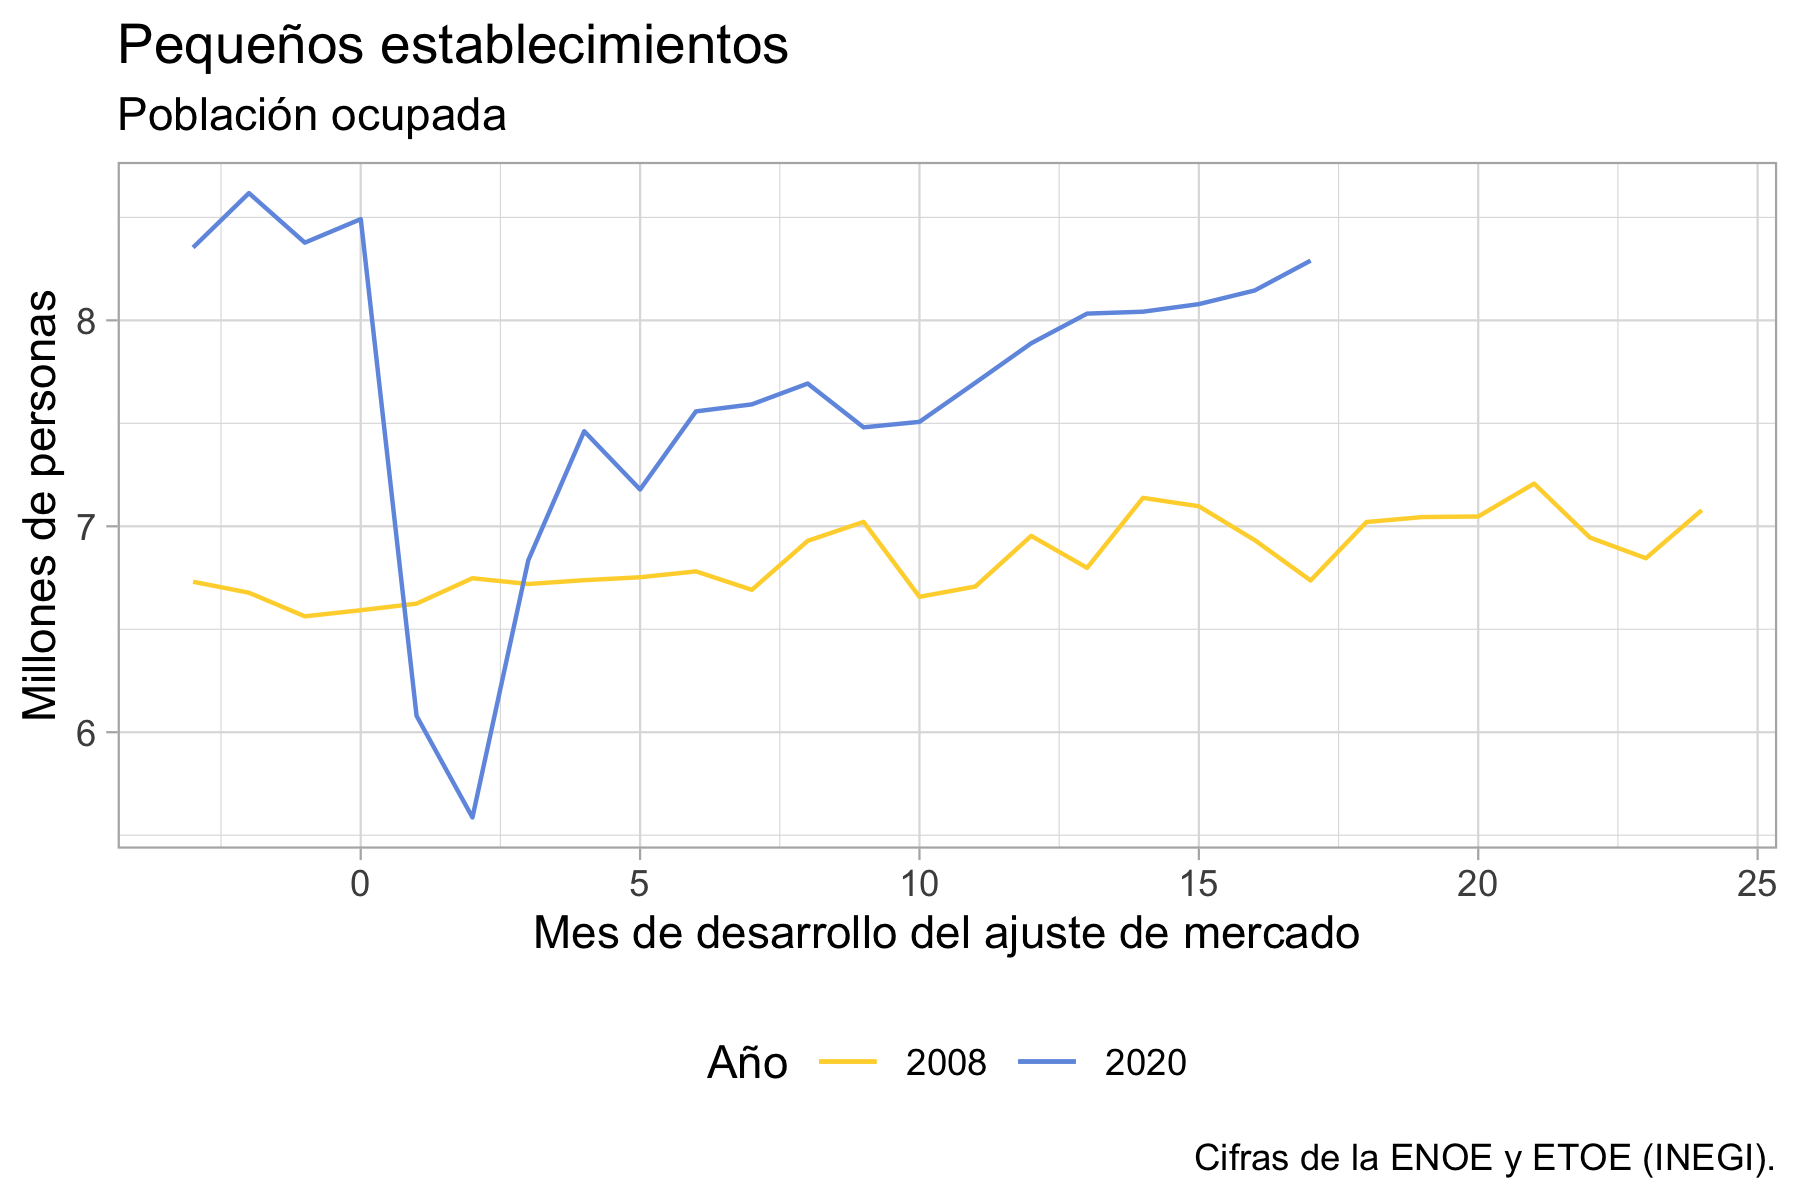 Pequeños establecimientos
Población ocupada
Millones de personas
8
7
6
0 5 10 15 20 25
Mes de desarrollo del ajuste de mercado
Año 2008 2020
Cifras de la ENOE y ETOE (INEGI).